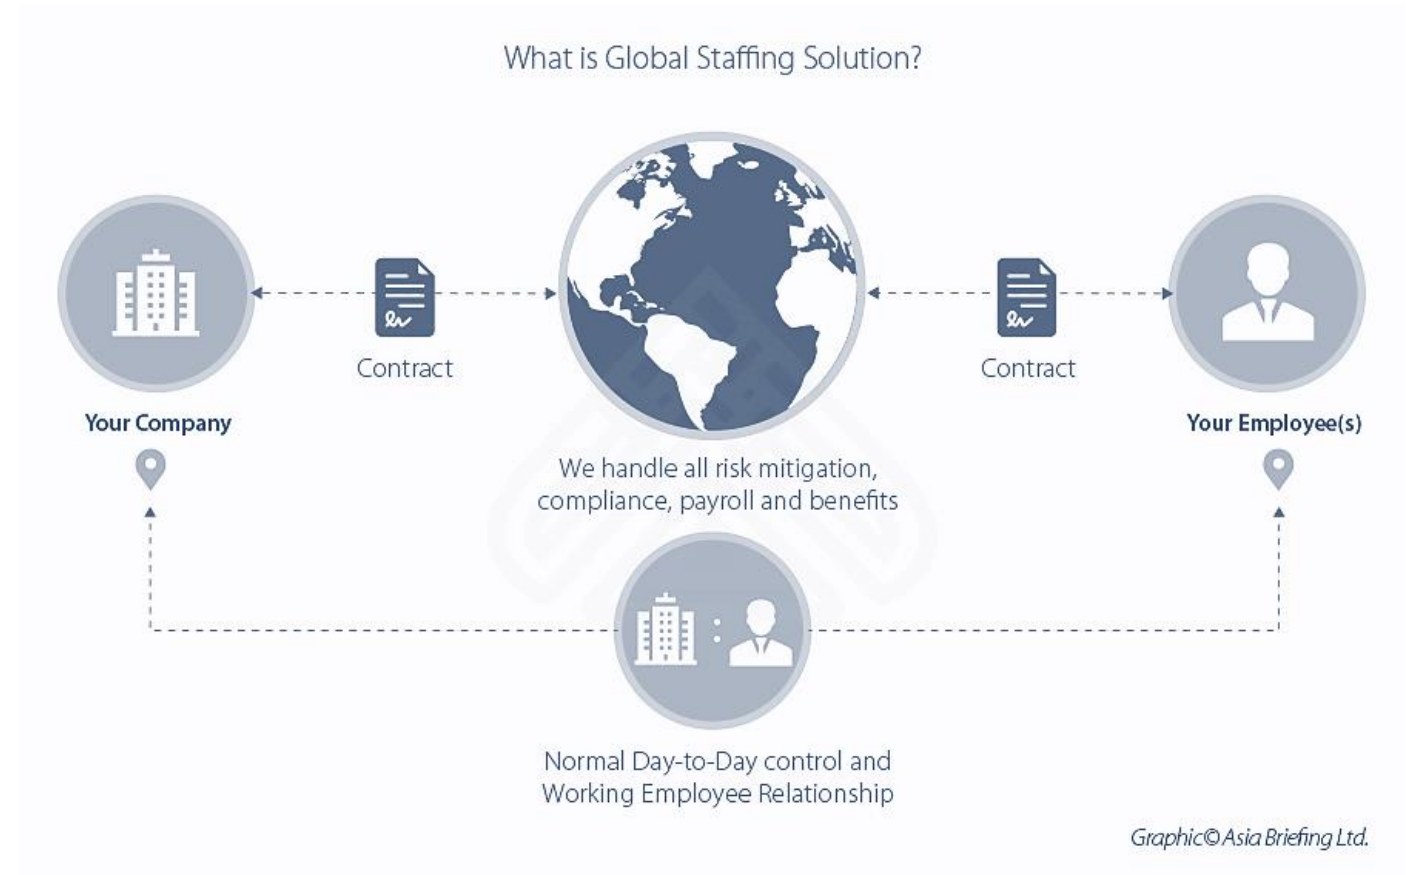 What is Global Staffing Solution?
Contract
Contract
Your Company
Your Employee(s)
We handle all risk mitigation,
compliance, payroll and benefits
Normal Day-to-Day control and
Working Employee Relationship
Graphic© Asia Briefing Ltd.